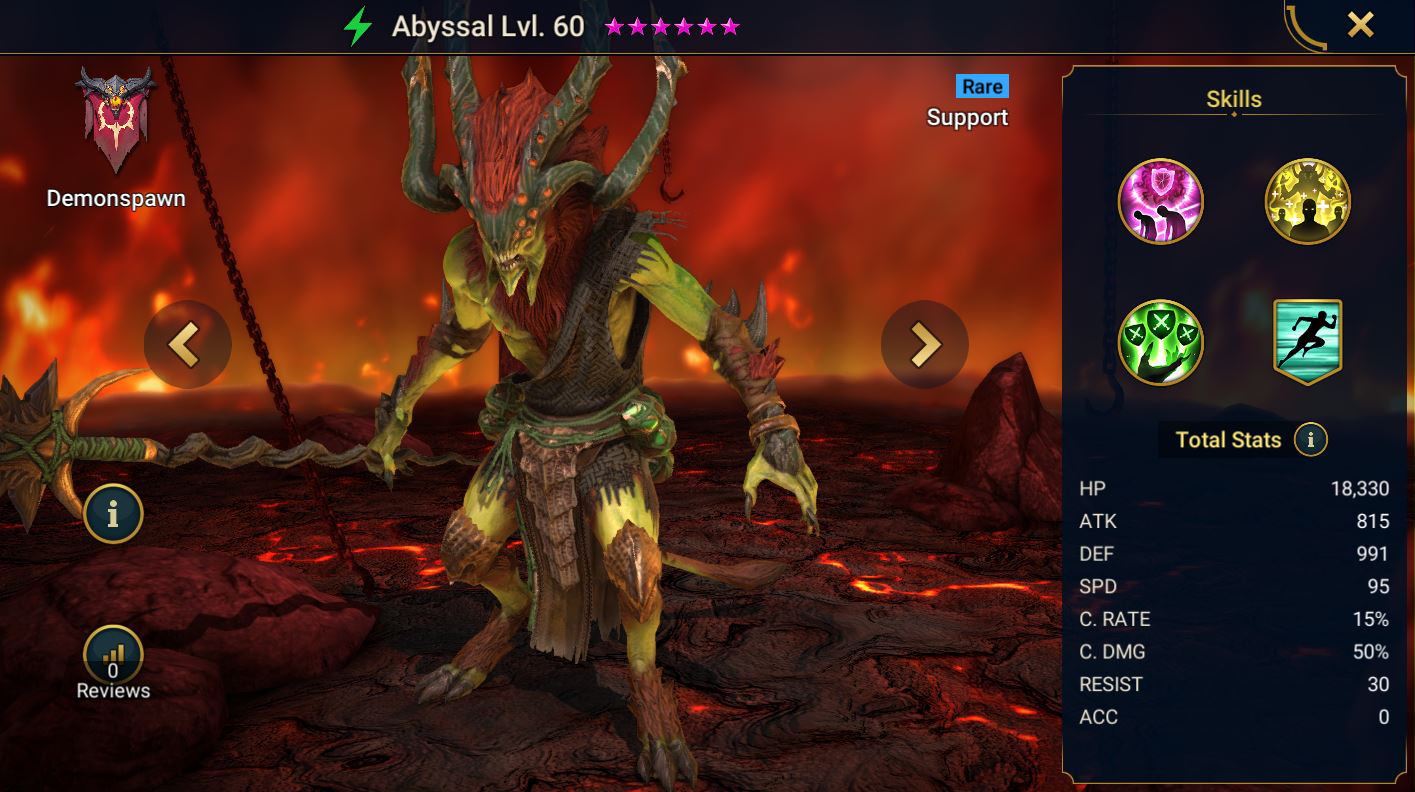 Abyssal Lvl. 60
Demonspawn
Rare
Support
0
Reviews
Skills
Total Stats
HP 18,330
ATK 815
DEF 991
SPD 95
C. RATE 15%
C. DMG 50%
RESIST 30
ACC 0